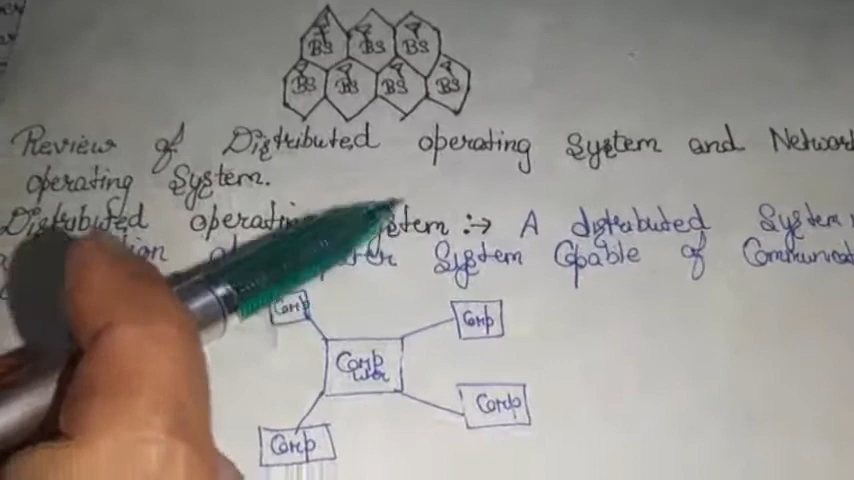 BS BS BS
BS BS BS BS
Review of Distributed operating System and Network
operating System.
Distributed operating System :→ A distributed System
System Capable of Communicat
Comp Comp
Comp
uter
Comp Comp